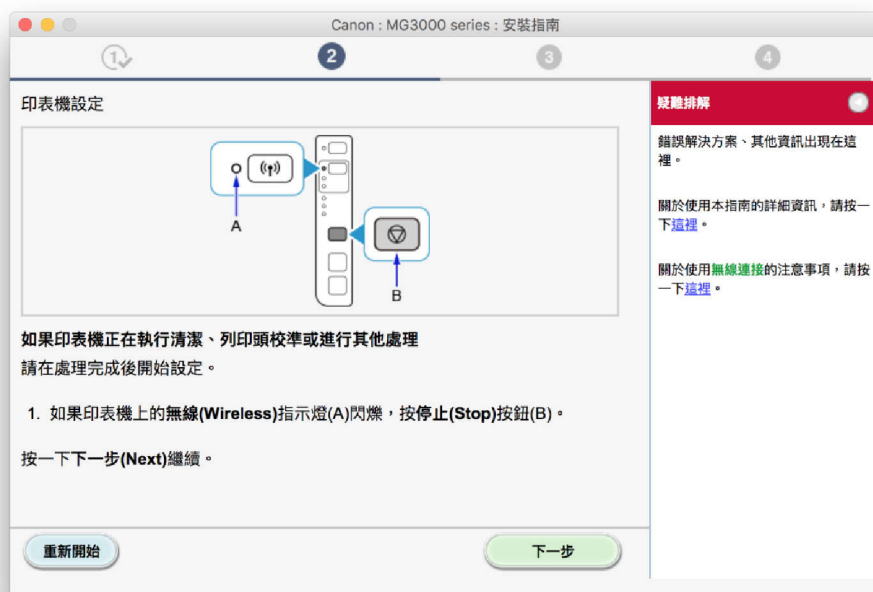 Canon : MG3000 series : 安裝指南
1
2
3
4
印表機設定
A
B
如果印表機正在執行清潔、列印頭校準或進行其他處理
請在處理完成後開始設定。
1. 如果印表機上的無線(Wireless)指示燈(A)閃爍，按停止(Stop)按鈕(B)。
按一下下一步(Next)繼續。
重新開始
下一步
疑難排解
錯誤解決方案、其他資訊出現在這
裡。
關於使用本指南的詳細資訊，請按一
下這裡。
關於使用無線連接的注意事項，請按
一下這裡。